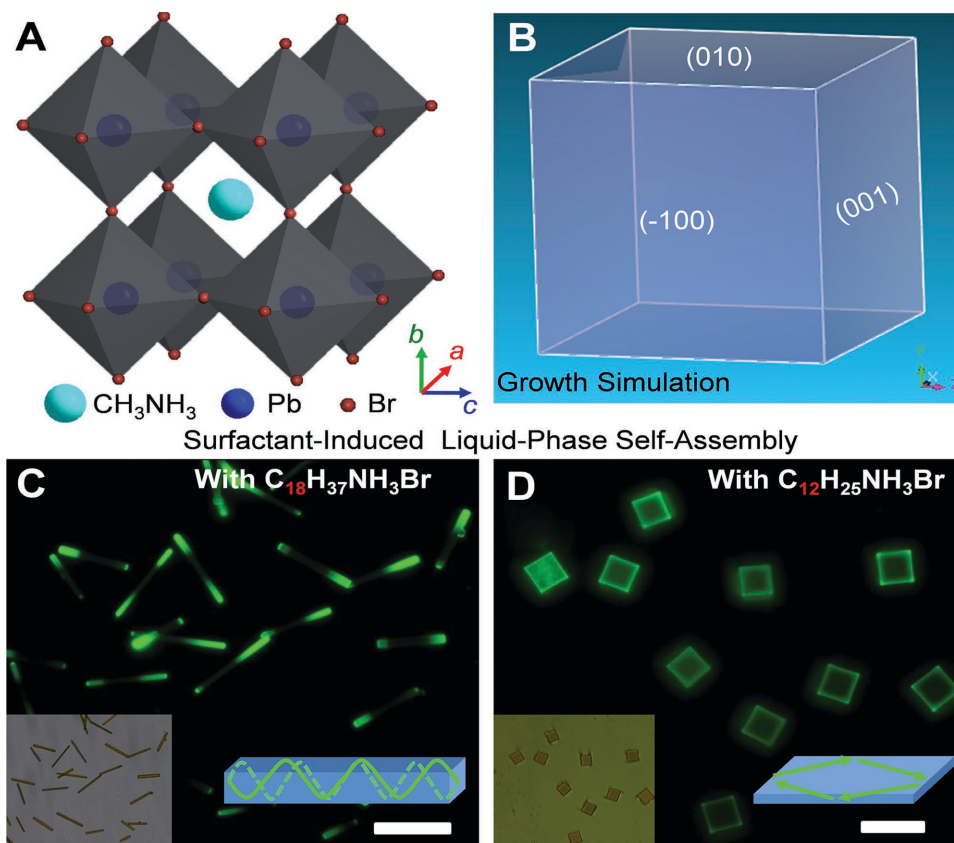 A
b
a
c
CH₃NH₃
Pb
Br
B
(010)
(-100)
(001)
Growth Simulation
Surfactant-Induced Liquid-Phase Self-Assembly
C
With C₁₈H₃₇NH₃Br
D
With C₁₂H₂₅NH₃Br